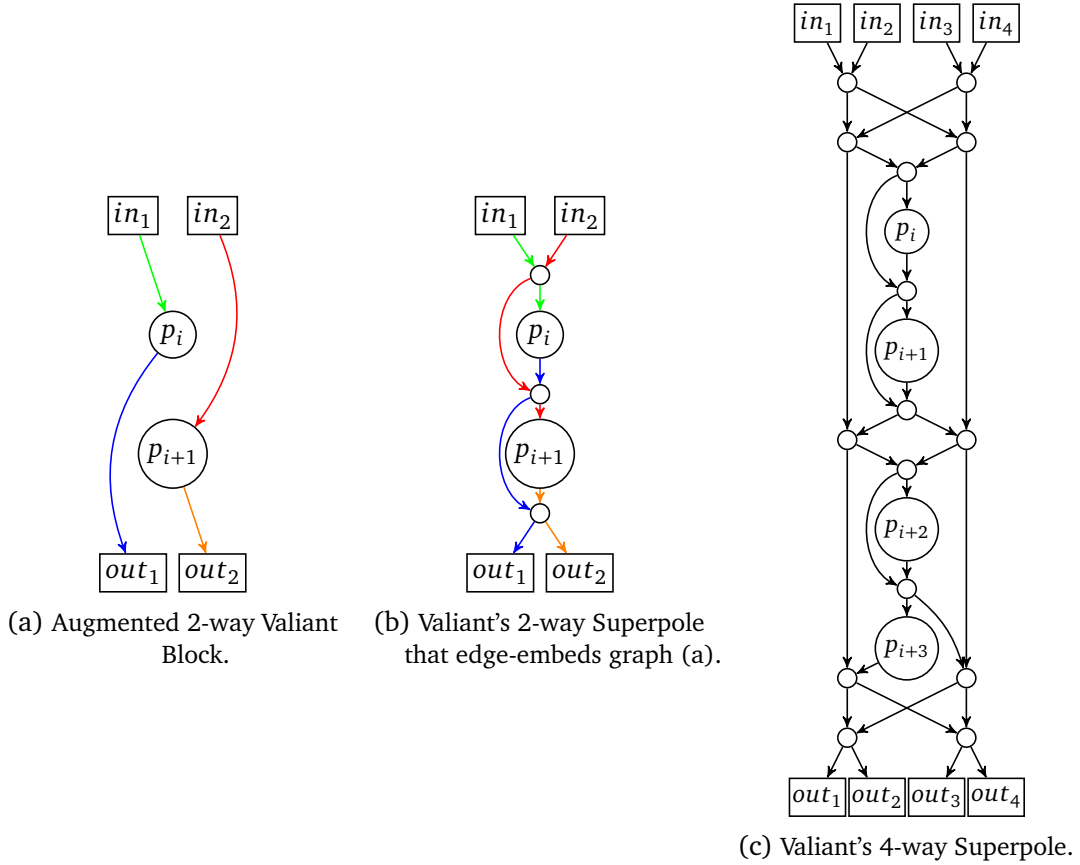 in₁ in₂ in₃ in₄
pᵢ
pᵢ₊₁
pᵢ₊₂
pᵢ₊₃
out₁ out₂ out₃ out₄
(c) Valiant's 4-way Superpole.
in₁ in₂
pᵢ
pᵢ₊₁
out₁ out₂
(a) Augmented 2-way Valiant
Block.
in₁ in₂
pᵢ
pᵢ₊₁
out₁ out₂
(b) Valiant's 2-way Superpole
that edge-embeds graph (a).